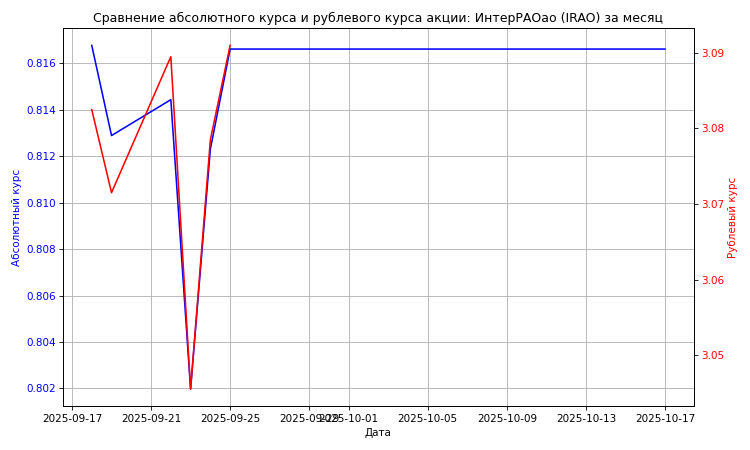 Сравнение абсолютного курса и рублевого курса акции: ИнтерРАОао (IRAO) за месяц
Абсолютный курс
0.816
0.814
0.812
0.810
0.808
0.806
0.804
0.802
3.09
3.08
3.07
3.06
3.05
Рублевый курс
2025-09-17 2025-09-21 2025-09-25 2025-09-29 2025-10-01 2025-10-05 2025-10-09 2025-10-13 2025-10-17
Дата